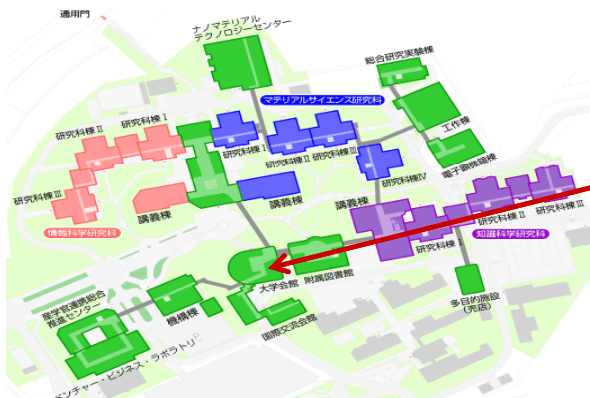 通用門
ナノマテリアル
テクノロジーセンター
総合研究実験棟
マテリアルサイエンス研究科
工作棟
研究科棟Ⅰ
研究科棟Ⅱ
研究科棟Ⅰ
研究科棟Ⅱ
研究科棟Ⅲ
電子顕微鏡棟
研究科棟Ⅳ
研究科棟Ⅲ
講義棟
講義棟
講義棟
情報科学研究科
研究科棟Ⅰ
研究科棟Ⅱ
研究科棟Ⅲ
知識科学研究科
大学会館
附属図書館
産学官連携総合
推進センター
機構棟
国際交流会館
多目的施設
(売店)
ベンチャー・ビジネス・ラボラトリ